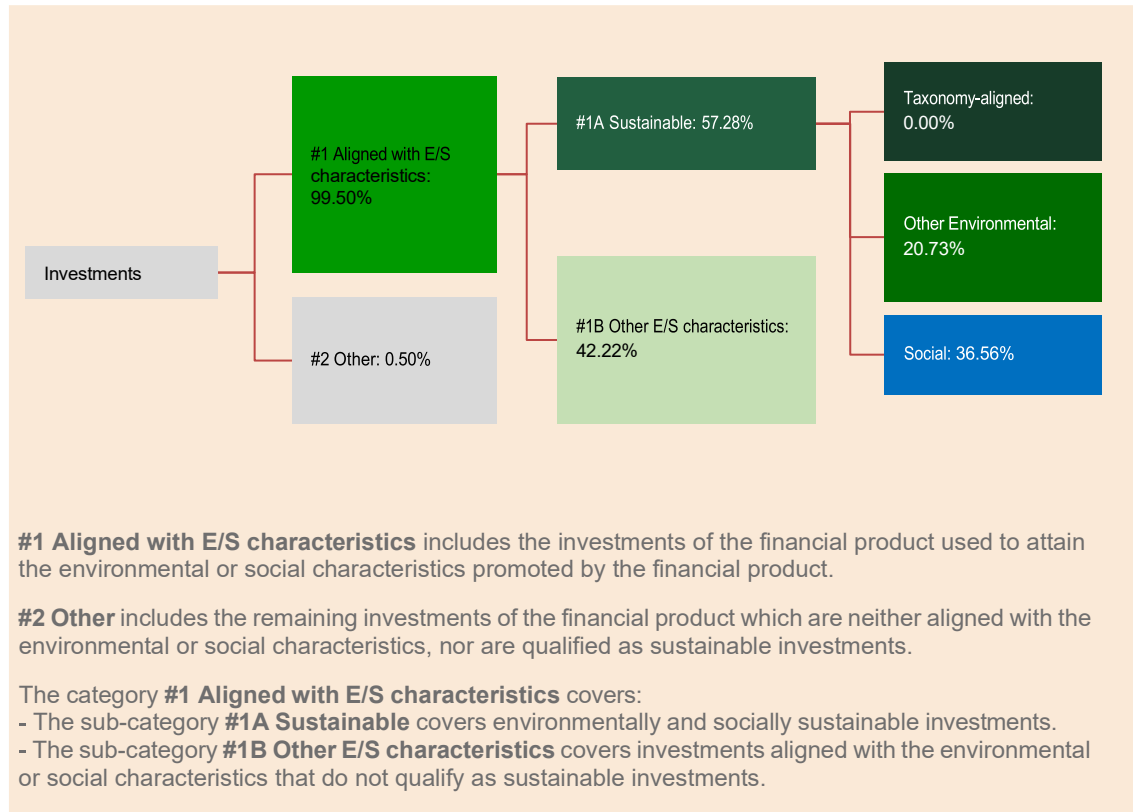 Investments
#1 Aligned with E/S
characteristics:
99.50%
#2 Other: 0.50%
#1A Sustainable: 57.28%
#1B Other E/S characteristics:
42.22%
Taxonomy-aligned:
0.00%
Other Environmental:
20.73%
Social: 36.56%
#1 Aligned with E/S characteristics includes the investments of the financial product used to attain
the environmental or social characteristics promoted by the financial product.
#2 Other includes the remaining investments of the financial product which are neither aligned with the
environmental or social characteristics, nor are qualified as sustainable investments.
The category #1 Aligned with E/S characteristics covers:
- The sub-category #1A Sustainable covers environmentally and socially sustainable investments.
- The sub-category #1B Other E/S characteristics covers investments aligned with the environmental
or social characteristics that do not qualify as sustainable investments.